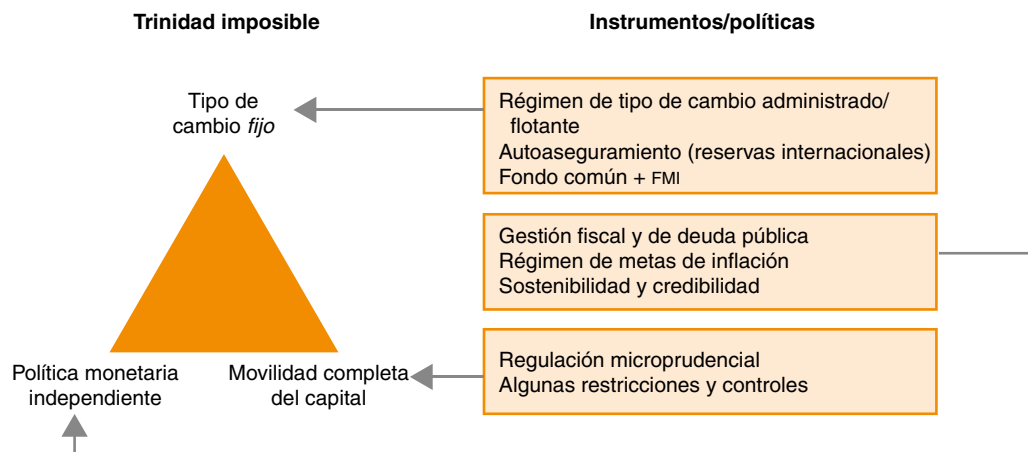 Trinidad imposible
Instrumentos/políticas
Tipo de
cambio fijo
Régimen de tipo de cambio administrado/
flotante
Autoaseguramiento (reservas internacionales)
Fondo común + FMI
Gestión fiscal y de deuda pública
Régimen de metas de inflación
Sostenibilidad y credibilidad
Política monetaria
independiente
Movilidad completa
del capital
Regulación microprudencial
Algunas restricciones y controles